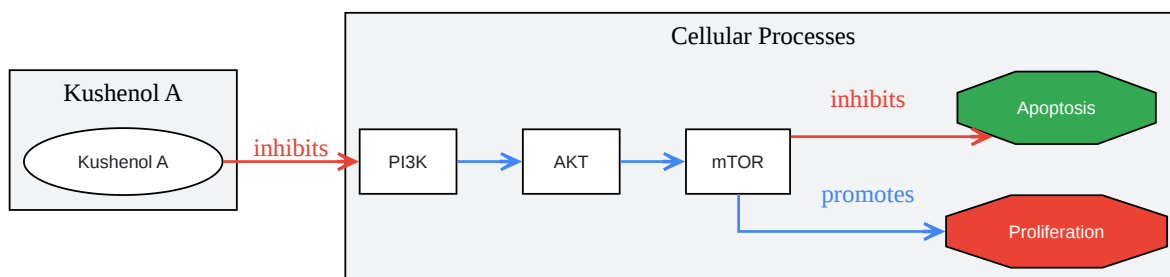 Cellular Processes
Kushenol A
Kushenol A
inhibits
PI3K
AKT
mTOR
inhibits
Apoptosis
promotes
Proliferation